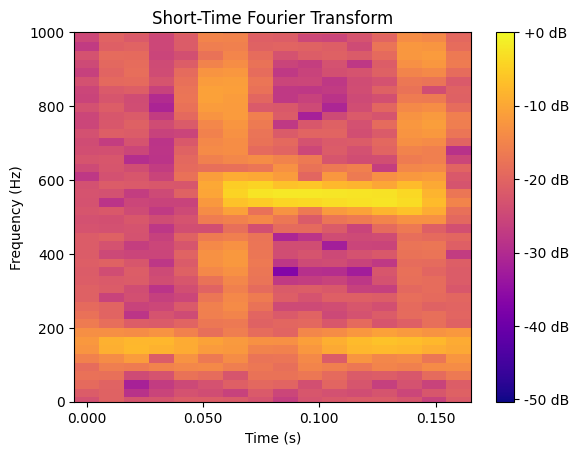 Short-Time Fourier Transform
1000
800
600
400
200
0
Frequency (Hz)
0.000
0.050
0.100
0.150
Time (s)
+0 dB
-10 dB
-20 dB
-30 dB
-40 dB
-50 dB